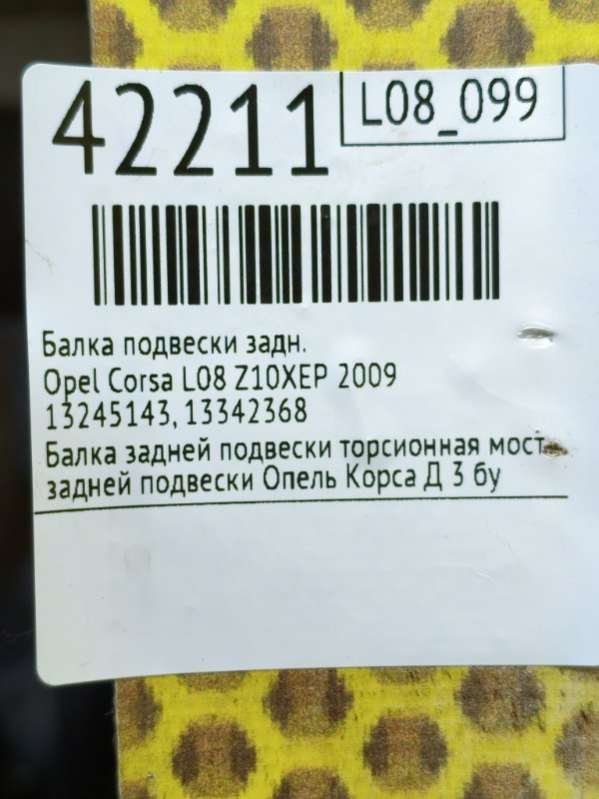 42211
L08_099
Балка подвески задн.
Opel Corsa L08 Z10XEP 2009
13245143, 13342368
Балка задней подвески торсионная мост
задней подвески Опель Корса Д 3 бу